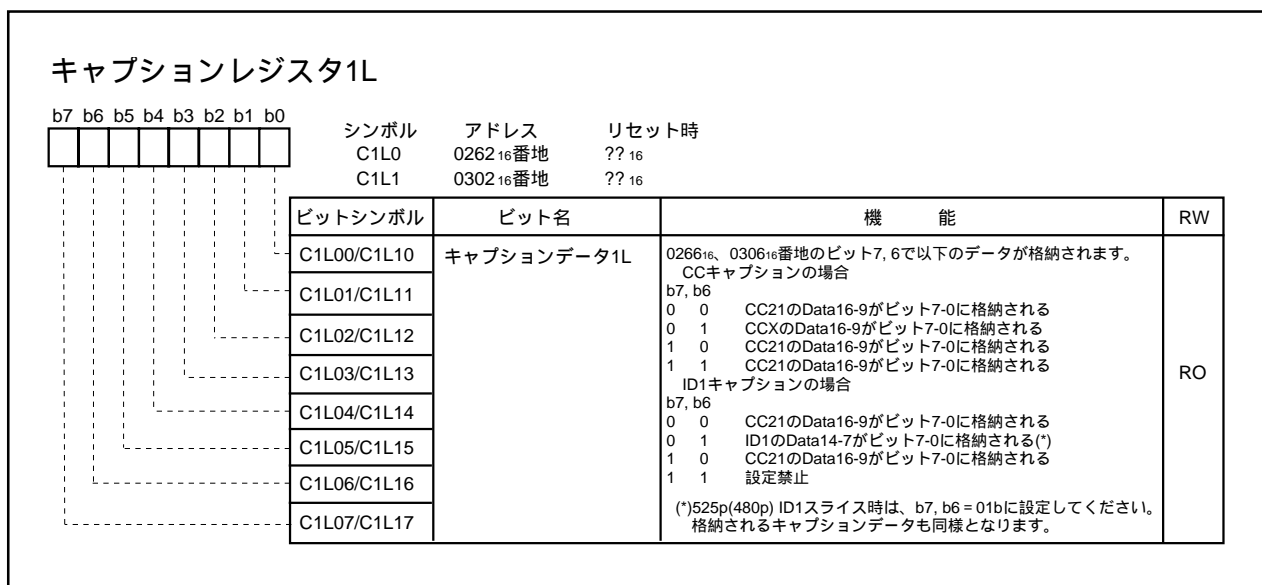 キャプションレジスタ1L
b7 b6 b5 b4 b3 b2 b1 b0
シンボル アドレス リセット時
C1L0 0262 16番地 ?? 16
C1L1 0302 16番地 ?? 16
ビットシンボル ビット名 機 能 RW
C1L00/C1L10
C1L01/C1L11
C1L02/C1L12
C1L03/C1L13
C1L04/C1L14
C1L05/C1L15
C1L06/C1L16
C1L07/C1L17
キャプションデータ1L
026616、030616番地のビット7, 6で以下のデータが格納されます。
CCキャプションの場合
b7, b6
0 0 CC21のData16-9がビット7-0に格納される
0 1 CCXのData16-9がビット7-0に格納される
1 0 CC21のData16-9がビット7-0に格納される
1 1 CC21のData16-9がビット7-0に格納される
ID1キャプションの場合
b7, b6
0 0 CC21のData16-9がビット7-0に格納される
0 1 ID1のData14-7がビット7-0に格納される(*)
1 0 CC21のData16-9がビット7-0に格納される
1 1 設定禁止
(*)525p(480p) ID1スライス時は、b7, b6 = 01bに設定してください。
格納されるキャプションデータも同様となります。
RO